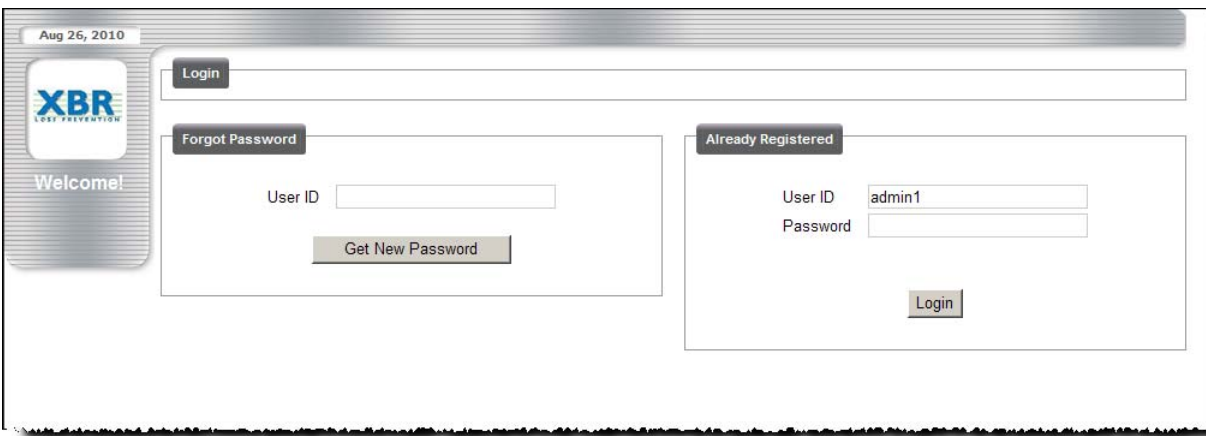 Aug 26, 2010
XBR
LOSS PREVENTION
Welcome!
Login
Forgot Password
User ID
Get New Password
Already Registered
User ID admin1
Password
Login